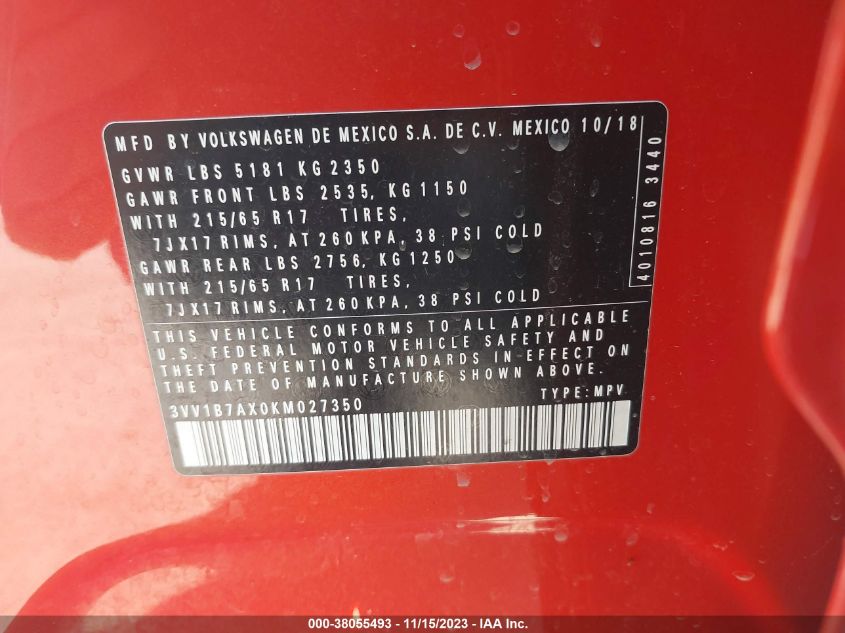 MFD BY VOLKSWAGEN DE MEXICO S.A. DE C.V. MEXICO 10/18
GVWR LBS 5181 KG 2350
GAWR FRONT LBS 2535, KG 1150
WITH 215/65 R17 TIRES,
7JX17 RIMS, AT 260 KPA, 38 PSI COLD
GAWR REAR LBS 2756, KG 1250
WITH 215/65 R17 TIRES,
7JX17 RIMS, AT 260 KPA, 38 PSI COLD
4010816 3440
THIS VEHICLE CONFORMS TO ALL APPLICABLE
U.S. FEDERAL MOTOR VEHICLE SAFETY AND
THEFT PREVENTION STANDARDS IN EFFECT ON
THE DATE OF MANUFACTURE SHOWN ABOVE.
3VV1B7AX0KM027350 TYPE: MPV
000-38055493 - 11/15/2023 - IAA Inc.